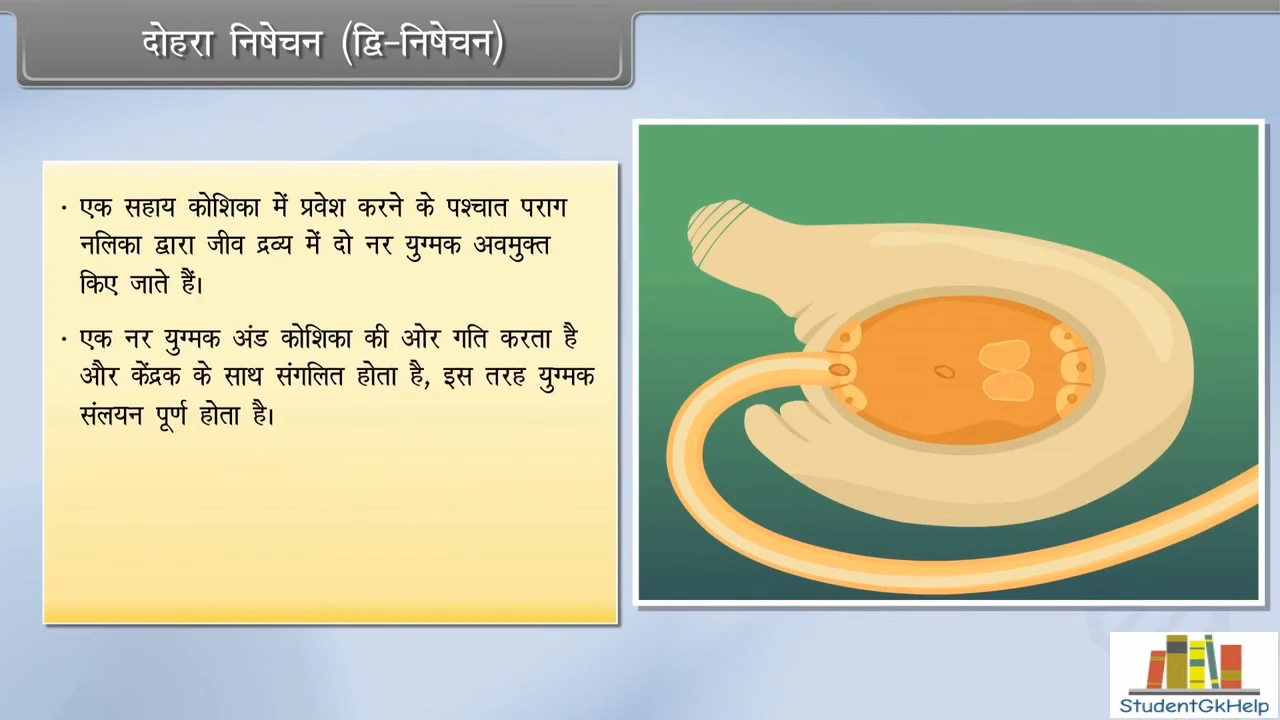 दोहरा निषेचन (द्वि-निषेचन)
· एक सहाय कोशिका में प्रवेश करने के पश्चात पराग
नलिका द्वारा जीव द्रव्य में दो नर युग्मक अवमुक्त
किए जाते हैं।
· एक नर युग्मक अंड कोशिका की ओर गति करता है
और केंद्रक के साथ संगलित होता है, इस तरह युग्मक
संलयन पूर्ण होता है।
StudentGkHelp